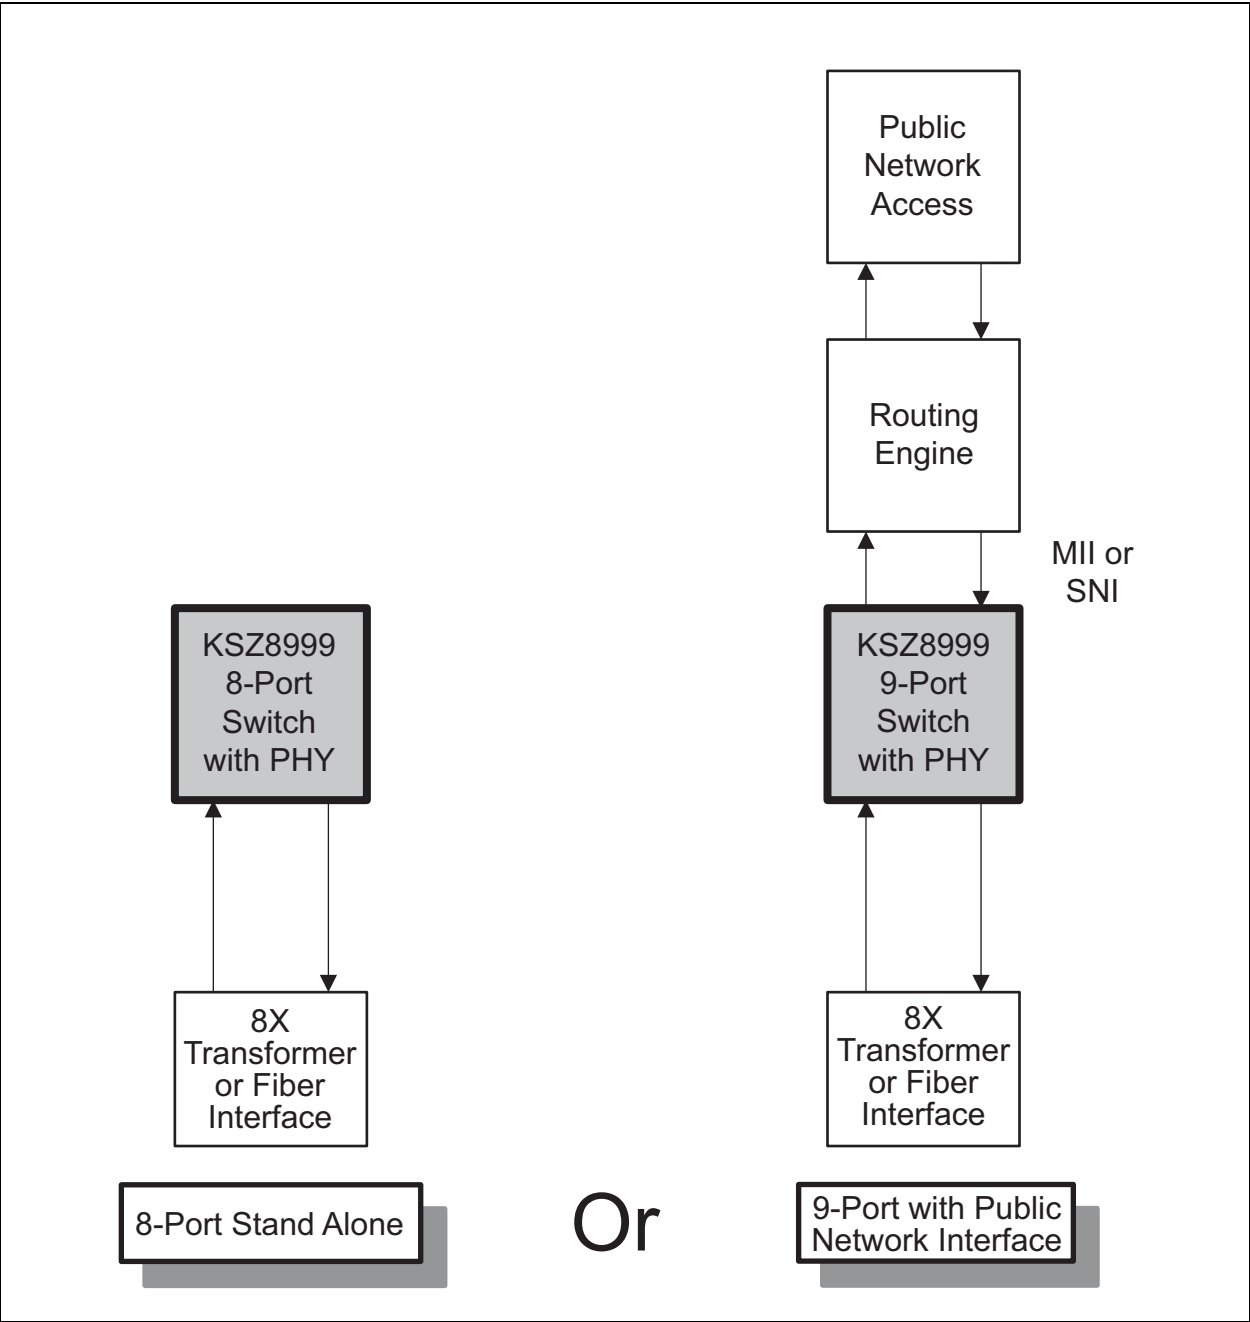 Public
Network
Access
Routing
Engine
MII or
SNI
KSZ8999
8-Port
Switch
with PHY
KSZ8999
9-Port
Switch
with PHY
8X
Transformer
or Fiber
Interface
8X
Transformer
or Fiber
Interface
8-Port Stand Alone
Or
9-Port with Public
Network Interface